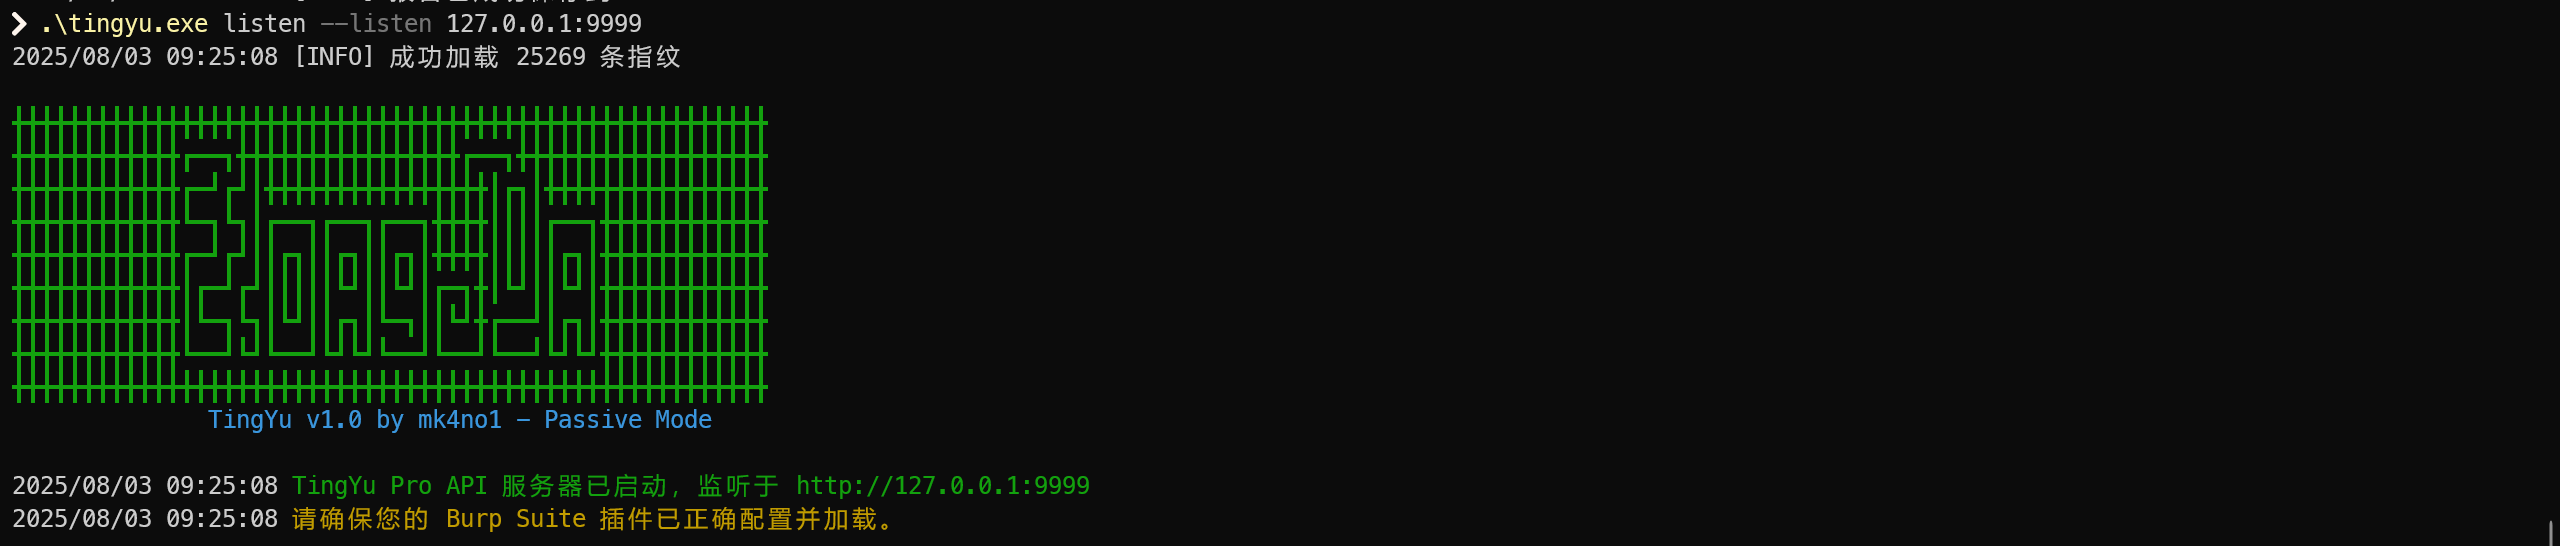 ❯ .\tingyu.exe listen --listen 127.0.0.1:9999
2025/08/03 09:25:08 [INFO] 成功加载 25269 条指纹
TingYu v1.0 by mk4no1 - Passive Mode
2025/08/03 09:25:08 TingYu Pro API 服务器已启动, 监听于 http://127.0.0.1:9999
2025/08/03 09:25:08 请确保您的 Burp Suite 插件已正确配置并加载。